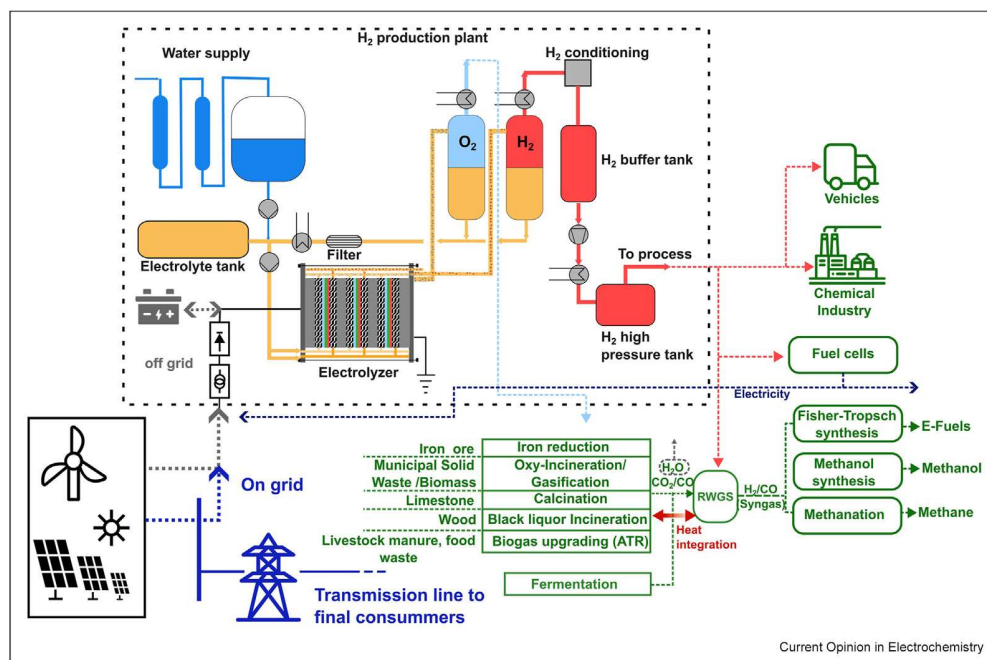 H₂ production plant
Water supply
H₂ conditioning
O₂
H₂
H₂ buffer tank
Vehicles
Electrolyte tank
Filter
To process
Chemical
Industry
H₂ high
pressure tank
off grid
Electrolyzer
Fuel cells
Electricity
Fisher-Tropsch
synthesis
E-Fuels
Iron ore
Iron reduction
Municipal Solid
Waste /Biomass
Oxy-Incineration/
Gasification
H₂O
CO₂/CO
Methanol
synthesis
Methanol
On grid
Limestone
Calcination
RWGS
H₂/CO
Syngas
Wood
Black liquor Incineration
Methanation
Methane
Livestock manure, food
waste
Biogas upgrading (ATR)
Heat
integration
Fermentation
Transmission line to
final consummers
Current Opinion in Electrochemistry